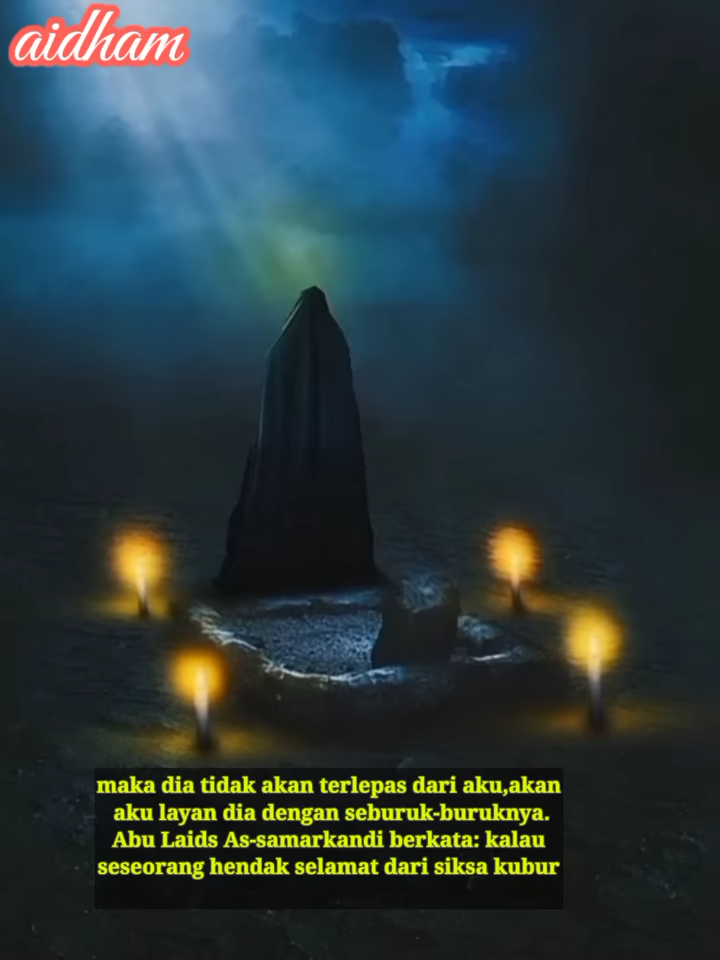 aidham
maka dia tidak akan terlepas dari aku,akan
aku layan dia dengan seburuk-buruknya.
Abu Laids As-samarkandi berkata: kalau
seseorang hendak selamat dari siksa kubur